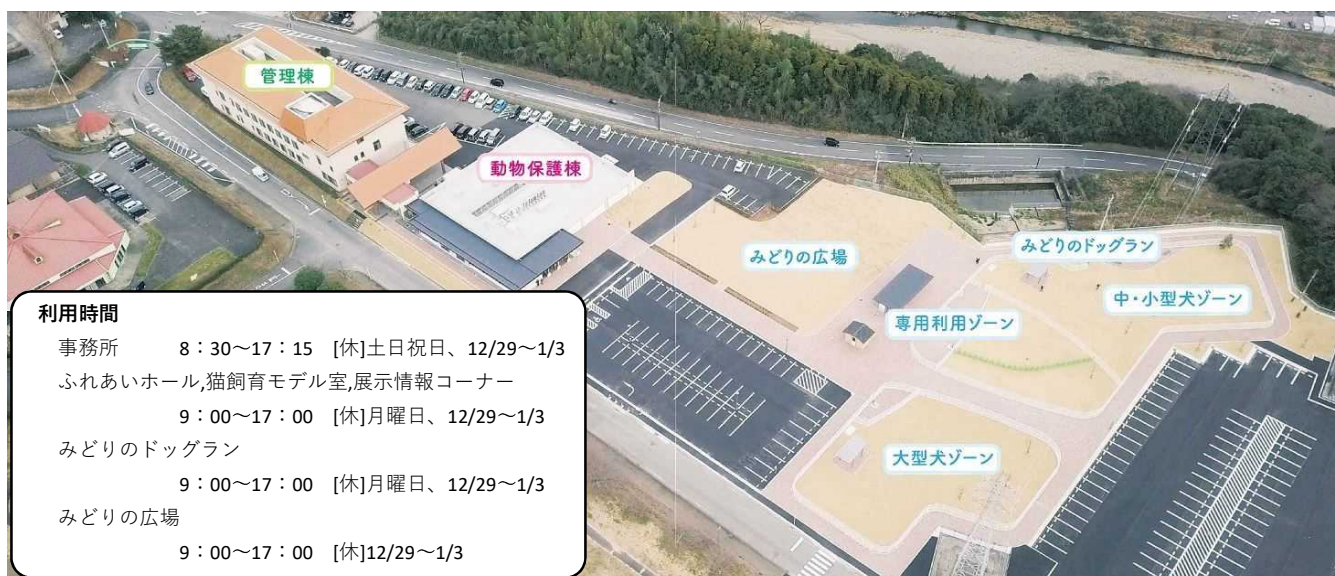 管理棟
動物保護棟
みどりの広場
みどりのドッグラン
中・小型犬ゾーン
専用利用ゾーン
大型犬ゾーン
利用時間
事務所 8：30～17：15 [休]土日祝日、12/29～1/3
ふれあいホール,猫飼育モデル室,展示情報コーナー
9：00～17：00 [休]月曜日、12/29～1/3
みどりのドッグラン
9：00～17：00 [休]月曜日、12/29～1/3
みどりの広場
9：00～17：00 [休]12/29～1/3